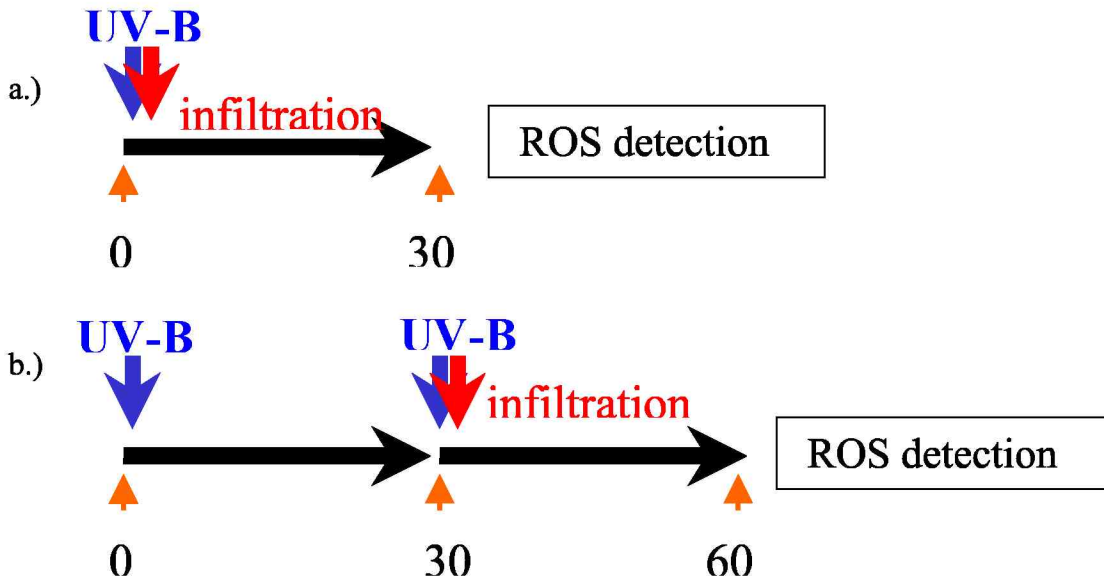 UV-B
a.)
infiltration
ROS detection
0 30
UV-B UV-B
b.)
infiltration
ROS detection
0 30 60